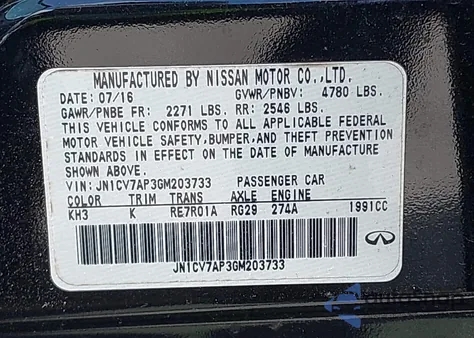 MANUFACTURED BY NISSAN MOTOR CO.,LTD.
DATE: 07/16 GVWR/PNBV: 4780 LBS.
GAWR/PNBE FR: 2271 LBS. RR: 2546 LBS.
THIS VEHICLE CONFORMS TO ALL APPLICABLE FEDERAL
MOTOR VEHICLE SAFETY,BUMPER,AND THEFT PREVENTION
STANDARDS IN EFFECT ON THE DATE OF MANUFACTURE
SHOWN ABOVE.
VIN: JN1CV7AP3GM203733 PASSENGER CAR
COLOR TRIM TRANS AXLE ENGINE
KH3 K RE7R01A RG29 274A 1991CC
JN1CV7AP3GM203733